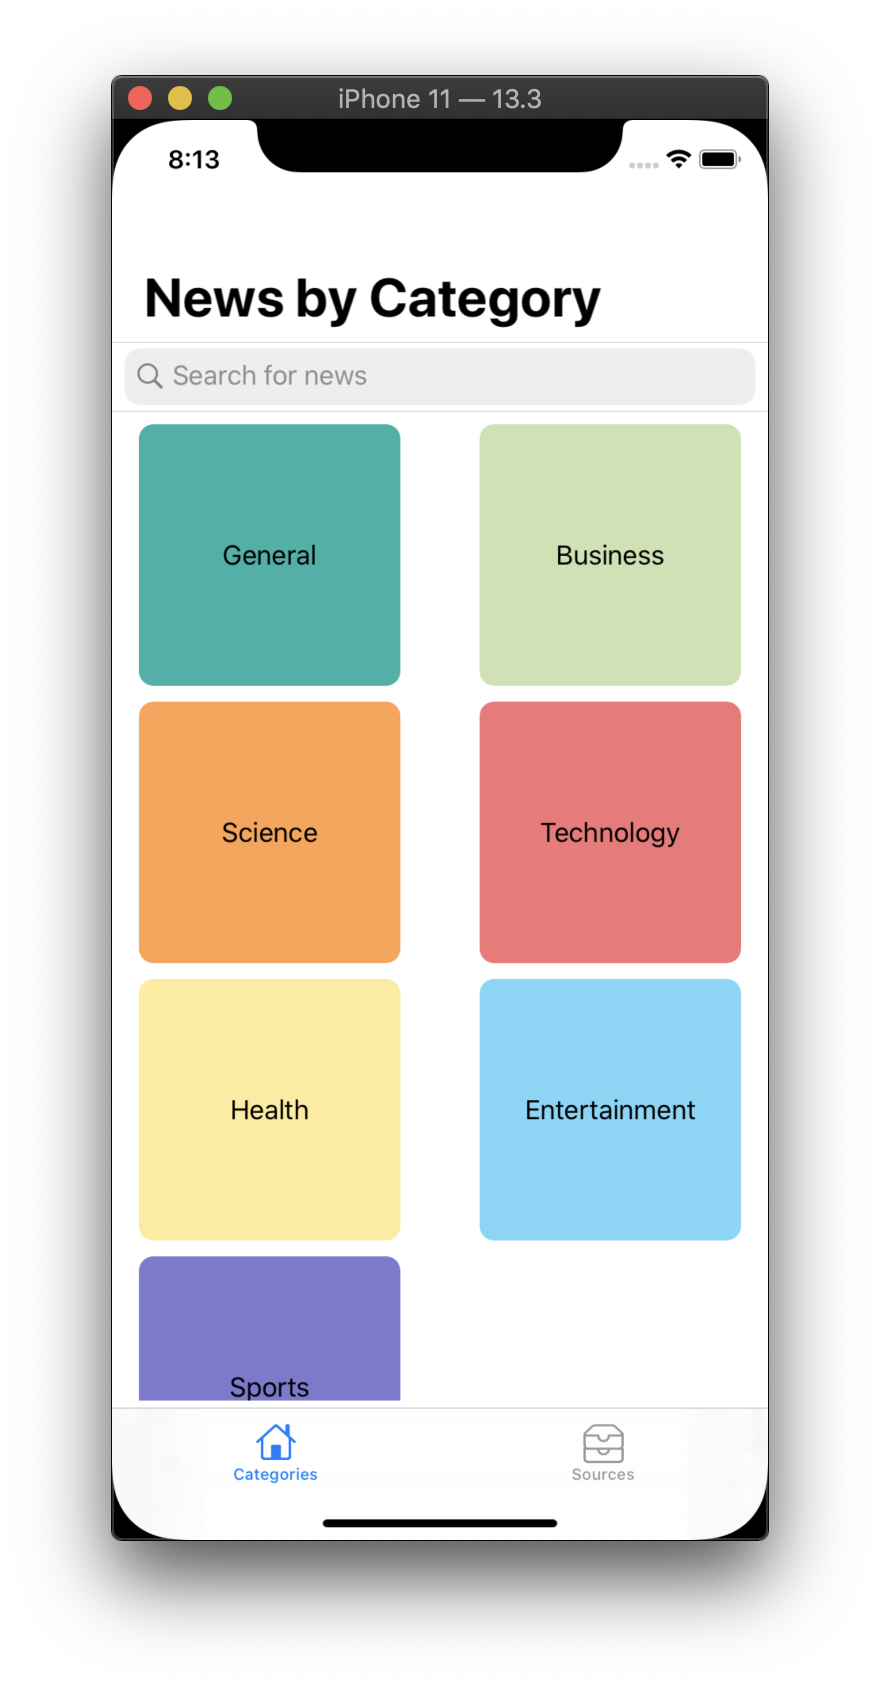 iPhone 11 — 13.3
8:13
News by Category
Search for news
General
Business
Science
Technology
Health
Entertainment
Sports
Categories
Sources